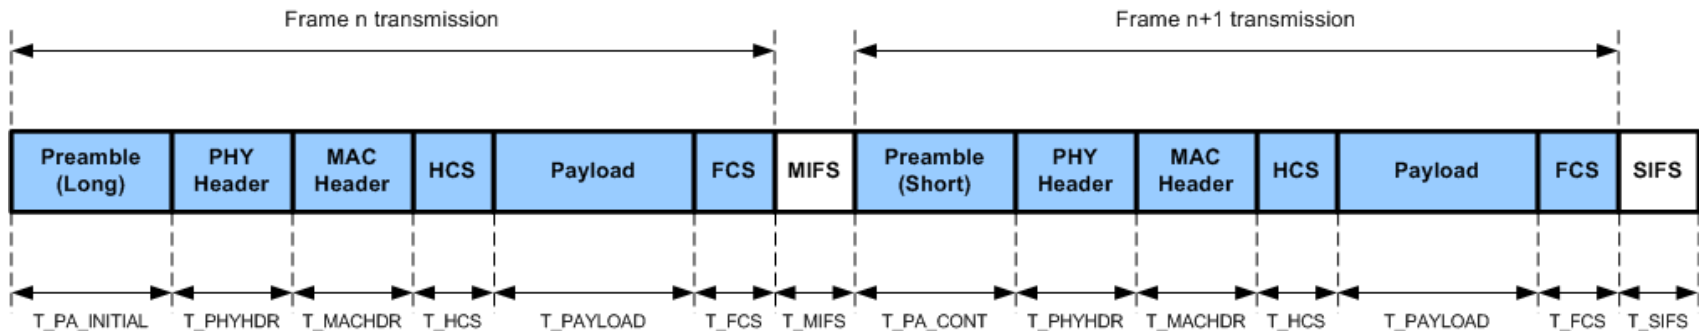 Frame n transmission
Frame n+1 transmission
Preamble
(Long)
PHY
Header
MAC
Header
HCS
Payload
FCS
MIFS
Preamble
(Short)
PHY
Header
MAC
Header
HCS
Payload
FCS
SIFS
T_PA_INITIAL
T_PHYHDR
T_MACHDR
T_HCS
T_PAYLOAD
T_FCS
T_MIFS
T_PA_CONT
T_PHYHDR
T_MACHDR
T_HCS
T_PAYLOAD
T_FCS
T_SIFS